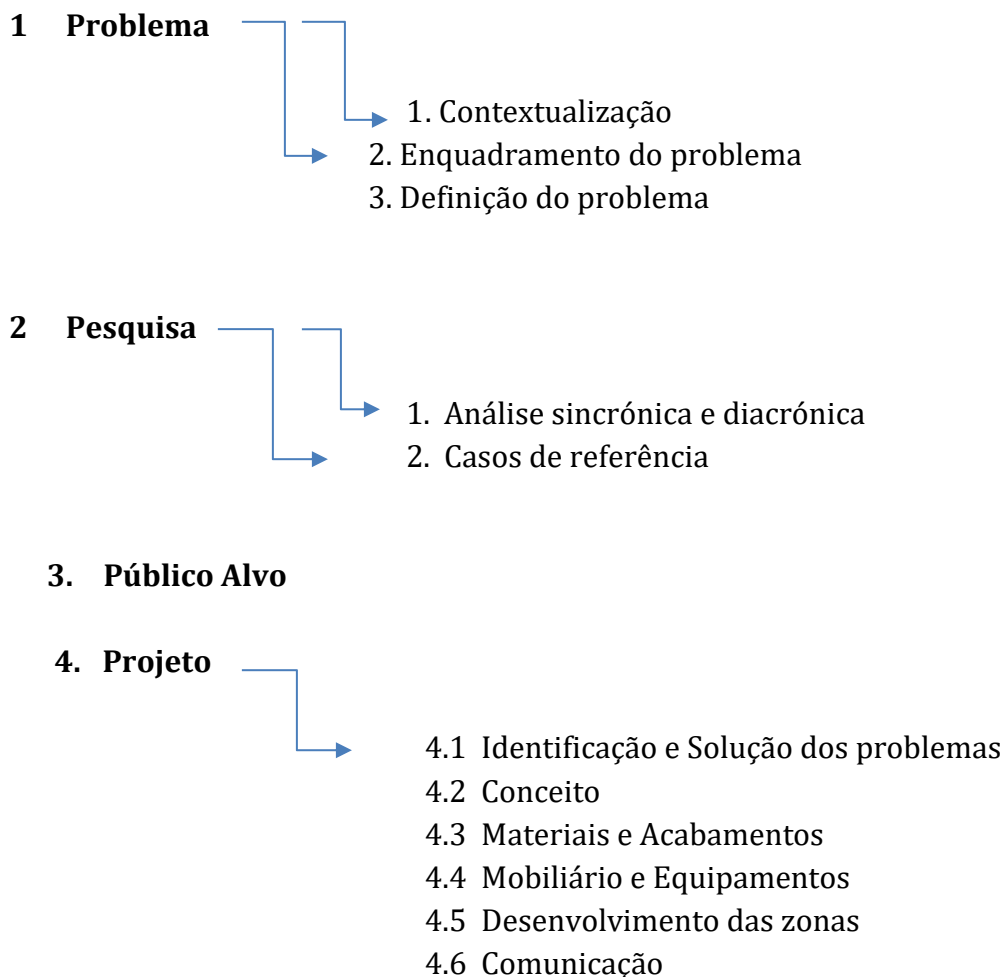 1 Problema
1. Contextualização
2. Enquadramento do problema
3. Definição do problema
2 Pesquisa
1. Análise sincrónica e diacrónica
2. Casos de referência
3. Público Alvo
4. Projeto
4.1 Identificação e Solução dos problemas
4.2 Conceito
4.3 Materiais e Acabamentos
4.4 Mobiliário e Equipamentos
4.5 Desenvolvimento das zonas
4.6 Comunicação